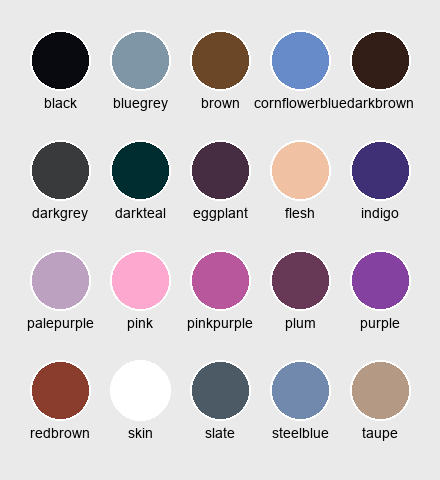 black bluegrey brown cornflowerblue darkbrown
darkgrey darkteal eggplant flesh indigo
palepurple pink pinkpurple plum purple
redbrown skin slate steelblue taupe